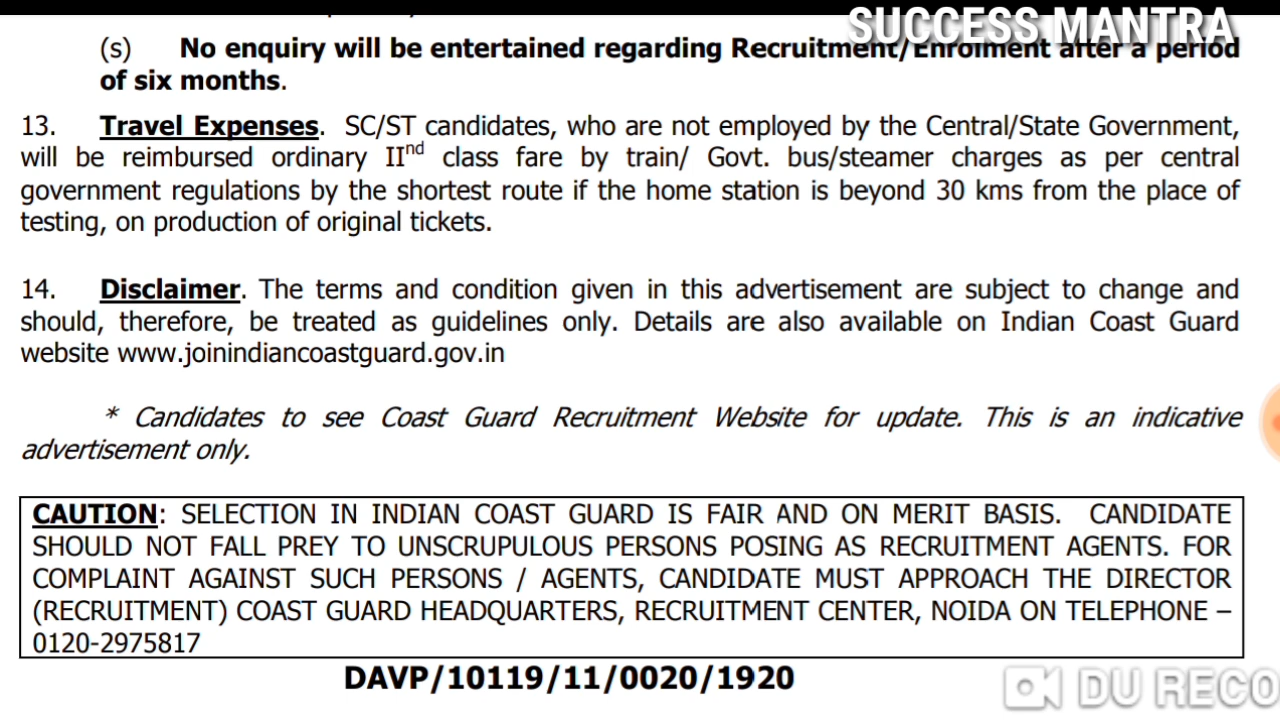 SUCCESS MANTRA
(s) No enquiry will be entertained regarding Recruitment/Enrolment after a period
of six months.
13. Travel Expenses. SC/ST candidates, who are not employed by the Central/State Government,
will be reimbursed ordinary IInd class fare by train/ Govt. bus/steamer charges as per central
government regulations by the shortest route if the home station is beyond 30 kms from the place of
testing, on production of original tickets.
14. Disclaimer. The terms and condition given in this advertisement are subject to change and
should, therefore, be treated as guidelines only. Details are also available on Indian Coast Guard
website www.joinindiancoastguard.gov.in
* Candidates to see Coast Guard Recruitment Website for update. This is an indicative
advertisement only.
CAUTION: SELECTION IN INDIAN COAST GUARD IS FAIR AND ON MERIT BASIS. CANDIDATE
SHOULD NOT FALL PREY TO UNSCRUPULOUS PERSONS POSING AS RECRUITMENT AGENTS. FOR
COMPLAINT AGAINST SUCH PERSONS / AGENTS, CANDIDATE MUST APPROACH THE DIRECTOR
(RECRUITMENT) COAST GUARD HEADQUARTERS, RECRUITMENT CENTER, NOIDA ON TELEPHONE –
0120-2975817
DAVP/10119/11/0020/1920
DU RECO